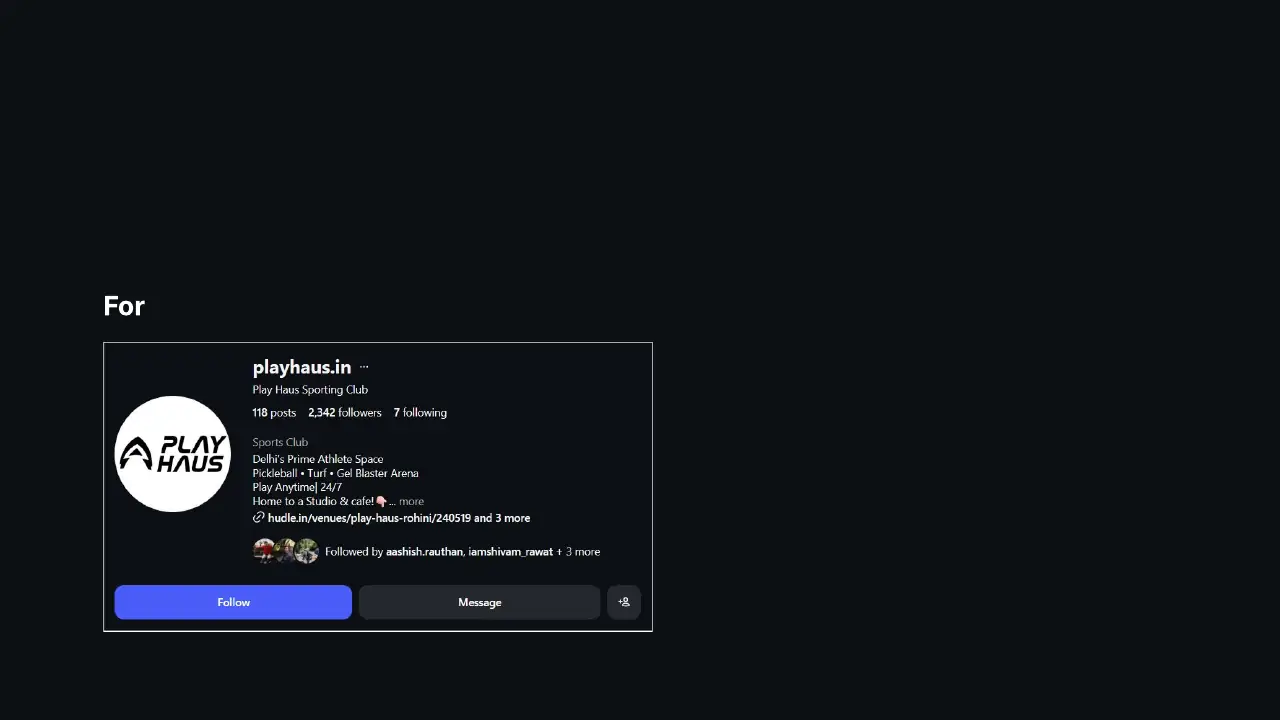 For
playhaus.in ...
Play Haus Sporting Club
118 posts 2,342 followers 7 following
PLAY
HAUS
Sports Club
Delhi's Prime Athlete Space
Pickleball • Turf • Gel Blaster Arena
Play Anytime| 24/7
Home to a Studio & cafe!👇🏻... more
hudle.in/venues/play-haus-rohini/240519 and 3 more
Followed by aashish.rauthan, iamshivam_rawat + 3 more
Follow Message